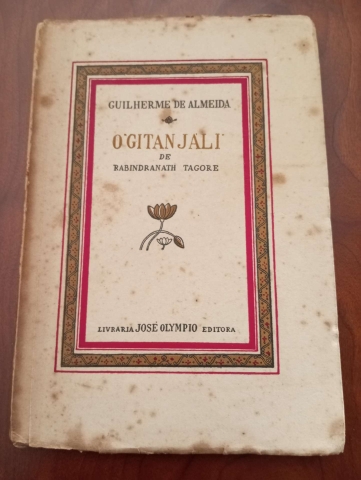 GUILHERME DE ALMEIDA
O "GITANJALI"
DE
RABINDRANATH TAGORE
LIVRARIA JOSÉ OLYMPIO EDITORA